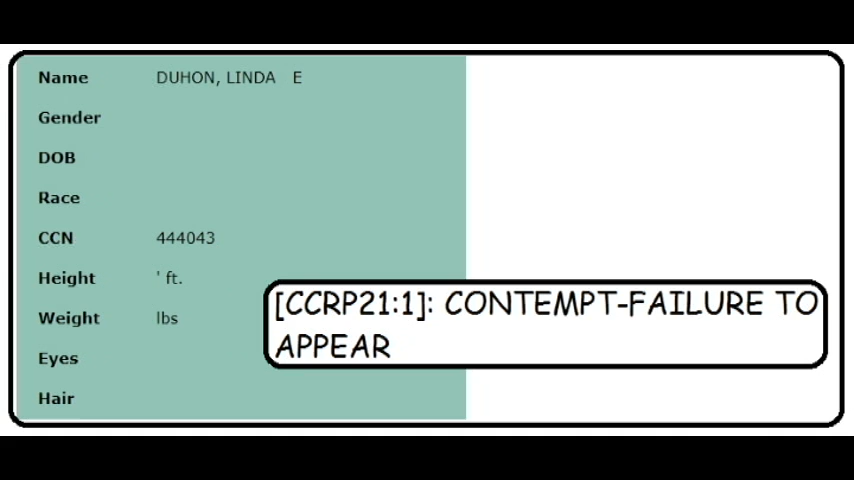 Name DUHON, LINDA E
Gender
DOB
Race
CCN 444043
Height ' ft.
Weight lbs
Eyes
Hair
[CCRP21:1]: CONTEMPT-FAILURE TO
APPEAR